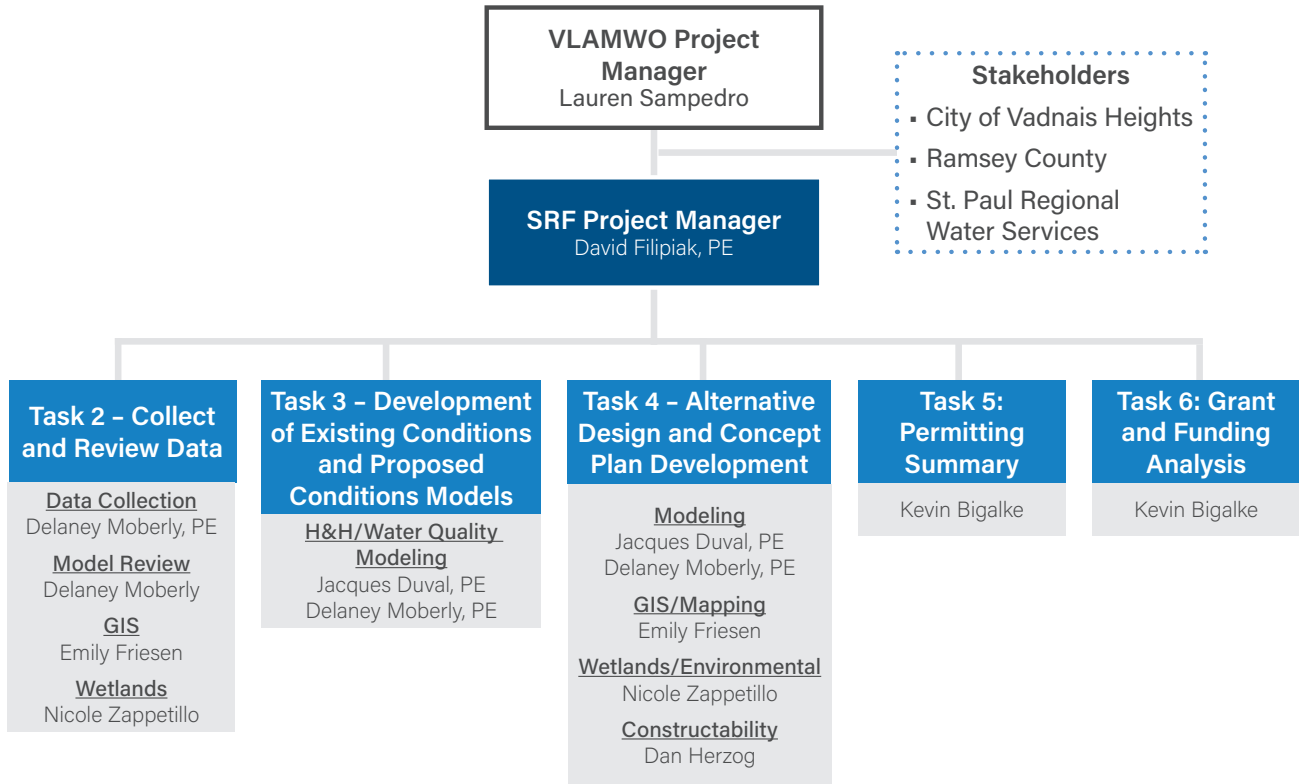 VLAMWO Project
Manager
Lauren Sampedro
Stakeholders
▪ City of Vadnais Heights
▪ Ramsey County
▪ St. Paul Regional
Water Services
SRF Project Manager
David Filipiak, PE
Task 2 – Collect
and Review Data
Data Collection
Delaney Moberly, PE
Model Review
Delaney Moberly
GIS
Emily Friesen
Wetlands
Nicole Zappetillo
Task 3 – Development
of Existing Conditions
and Proposed
Conditions Models
H&H/Water Quality
Modeling
Jacques Duval, PE
Delaney Moberly, PE
Task 4 – Alternative
Design and Concept
Plan Development
Modeling
Jacques Duval, PE
Delaney Moberly, PE
GIS/Mapping
Emily Friesen
Wetlands/Environmental
Nicole Zappetillo
Constructability
Dan Herzog
Task 5:
Permitting
Summary
Kevin Bigalke
Task 6: Grant
and Funding
Analysis
Kevin Bigalke